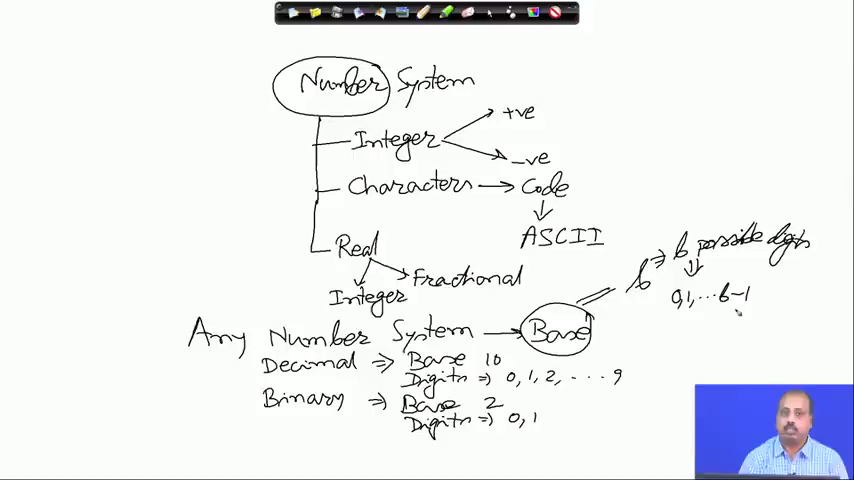 Number System
Integer
+ve
-ve
Characters → Code
ASCII
Real
Fractional
Integer
b ⇒ b possible digits
0,1,...b-1
Any Number System → Base
Decimal ⇒ Base 10
Digits ⇒ 0, 1, 2, ... 9
Binary ⇒ Base 2
Digits ⇒ 0, 1